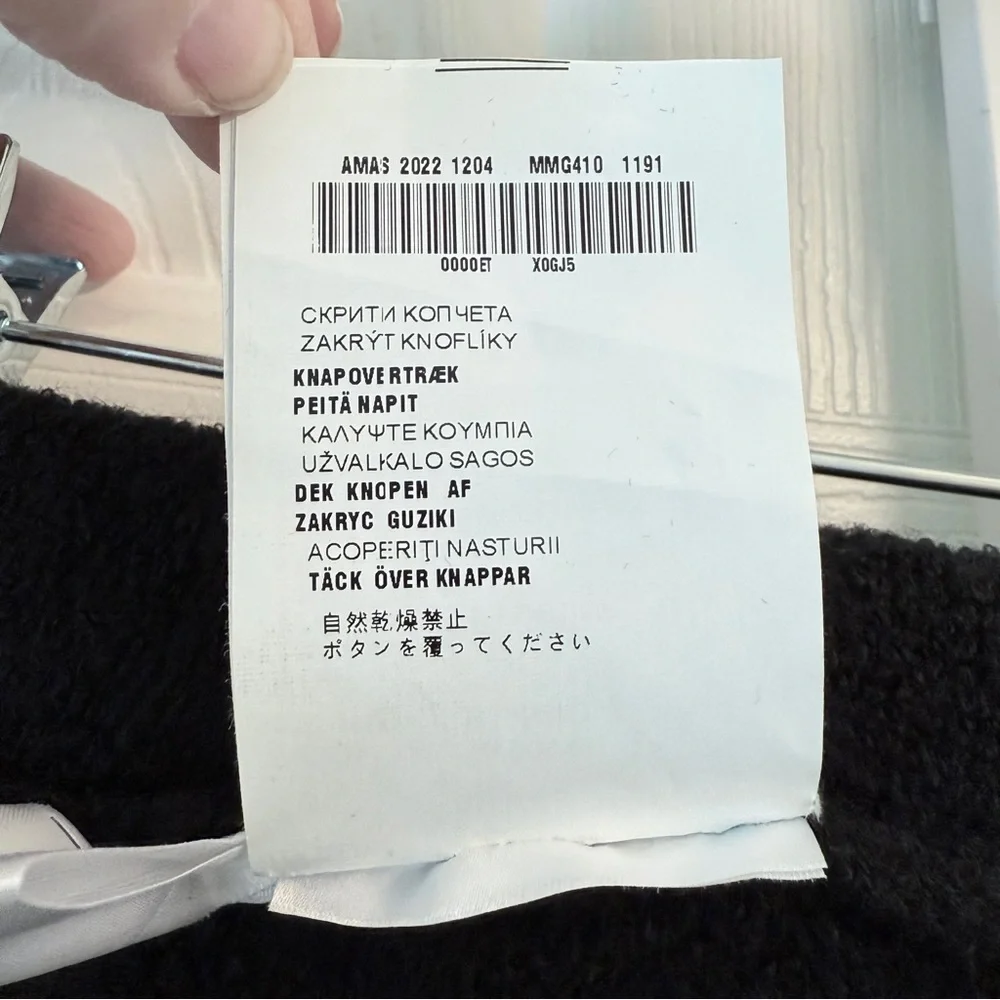 AMAS 2022 1204 MMG410 1191
0000ET X0GJ5
СКРИТИ КОПЧЕТА
ZAKRÝT KNOFLÍKY
KNAPOVERTRÆK
PEITÄ NAPIT
ΚΑΛΥΨΤΕ ΚΟΥΜΠΙΑ
UŽVALKALO SAGOS
DEK KNOPEN AF
ZAKRYC GUZIKI
ACOPERIŢI NASTURII
TÄCK ÖVER KNAPPAR
自然乾燥禁止
ボタンを覆ってください